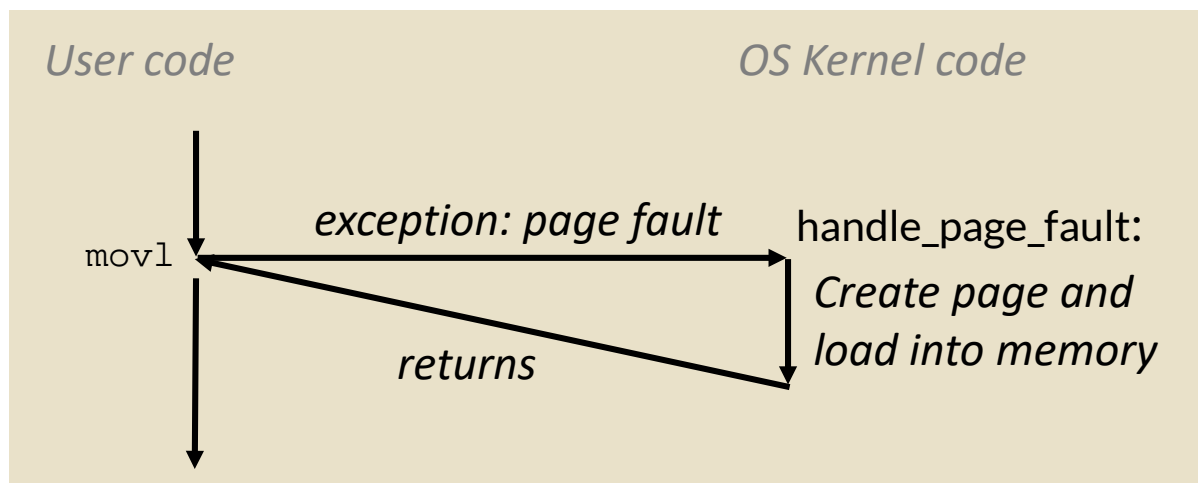 User code
OS Kernel code
exception: page fault
handle_page_fault:
movl
Create page and
load into memory
returns